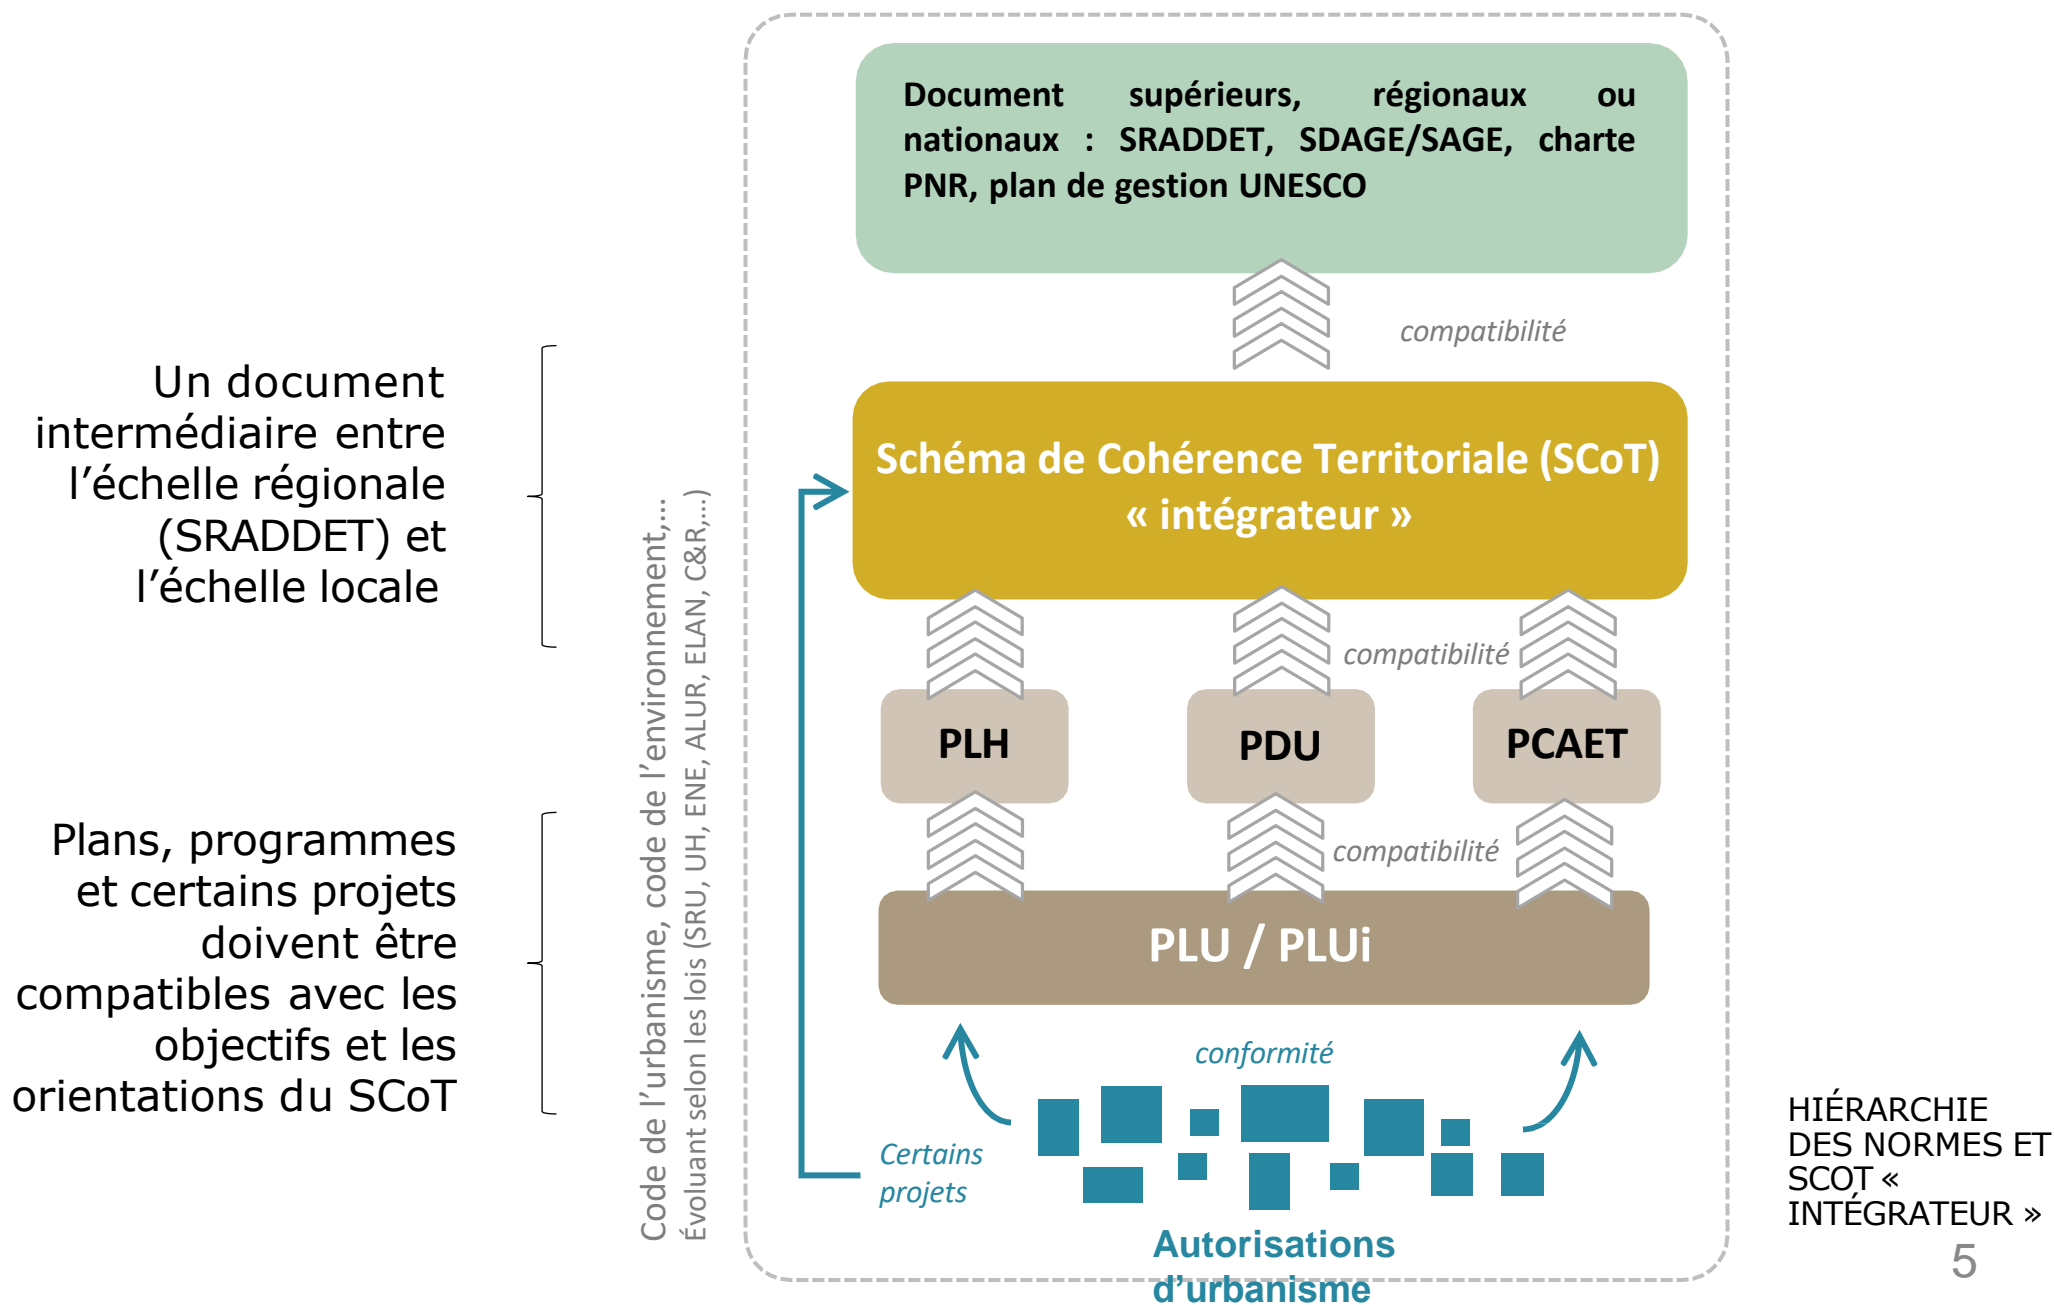 Document supérieurs, régionaux ou
nationaux : SRADDET, SDAGE/SAGE, charte
PNR, plan de gestion UNESCO
compatibilité
Un document
intermédiaire entre
l’échelle régionale
(SRADDET) et
l’échelle locale
Schéma de Cohérence Territoriale (SCoT)
« intégrateur »
compatibilité
PLH
PDU
PCAET
Plans, programmes
et certains projets
doivent être
compatibles avec les
objectifs et les
orientations du SCoT
Code de l’urbanisme, code de l’environnement,...
Évoluant selon les lois (SRU, UH, ENE, ALUR, ELAN, C&R,...)
compatibilité
PLU / PLUi
conformité
Certains
projets
Autorisations
d’urbanisme
HIÉRARCHIE
DES NORMES ET
SCOT «
INTÉGRATEUR »
5